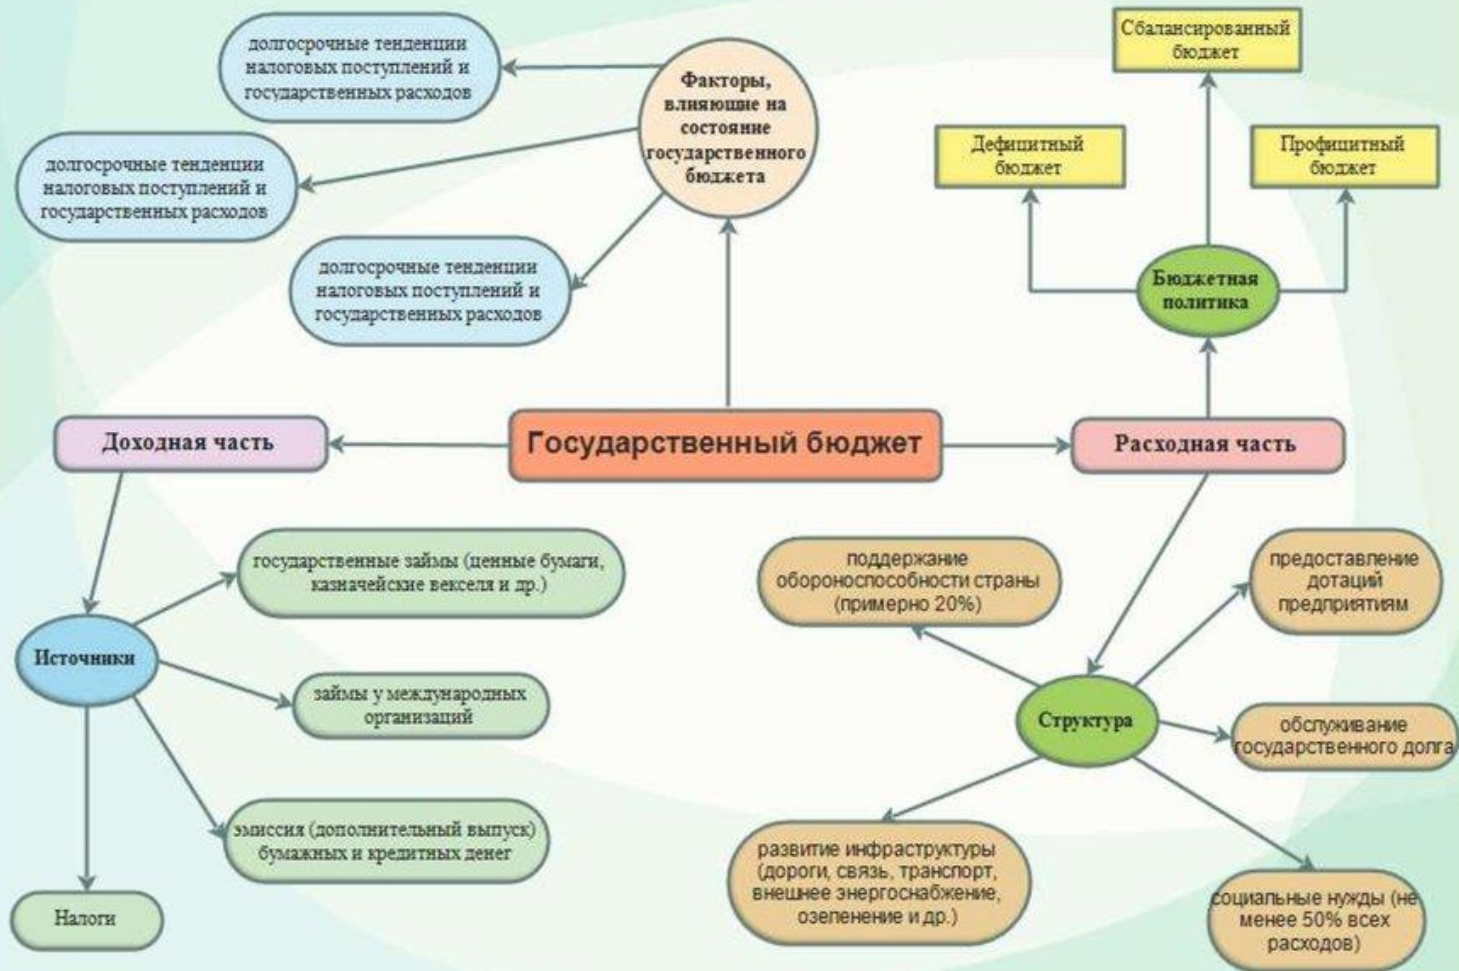 долгосрочные тенденции
налоговых поступлений и
государственных расходов
Факторы,
влияющие на
состояние
государственного
бюджета
долгосрочные тенденции
налоговых поступлений и
государственных расходов
долгосрочные тенденции
налоговых поступлений и
государственных расходов
Сбалансированный
бюджет
Дефицитный
бюджет
Профицитный
бюджет
Бюджетная
политика
Доходная часть
Государственный бюджет
Расходная часть
государственные займы (ценные бумаги,
казначейские векселя и др.)
Источники
займы у международных
организаций
эмиссия (дополнительный выпуск)
бумажных и кредитных денег
Налоги
поддержание
обороноспособности страны
(примерно 20%)
предоставление
дотаций
предприятиям
Структура
обслуживание
государственного долга
развитие инфраструктуры
(дороги, связь, транспорт,
внешнее энергоснабжение,
озеленение и др.)
социальные нужды (не
менее 50% всех
расходов)